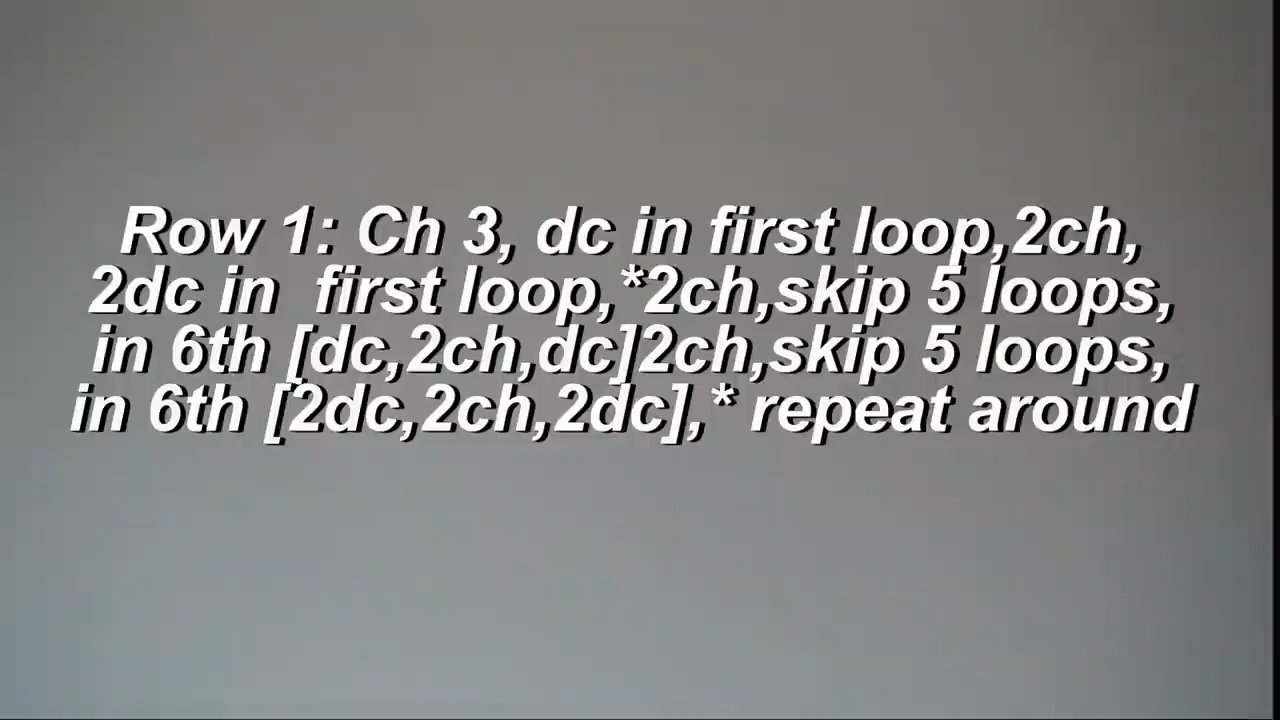 Row 1: Ch 3, dc in first loop,2ch,
2dc in  first loop,*2ch,skip 5 loops,
in 6th [dc,2ch,dc]2ch,skip 5 loops,
in 6th [2dc,2ch,2dc],* repeat around